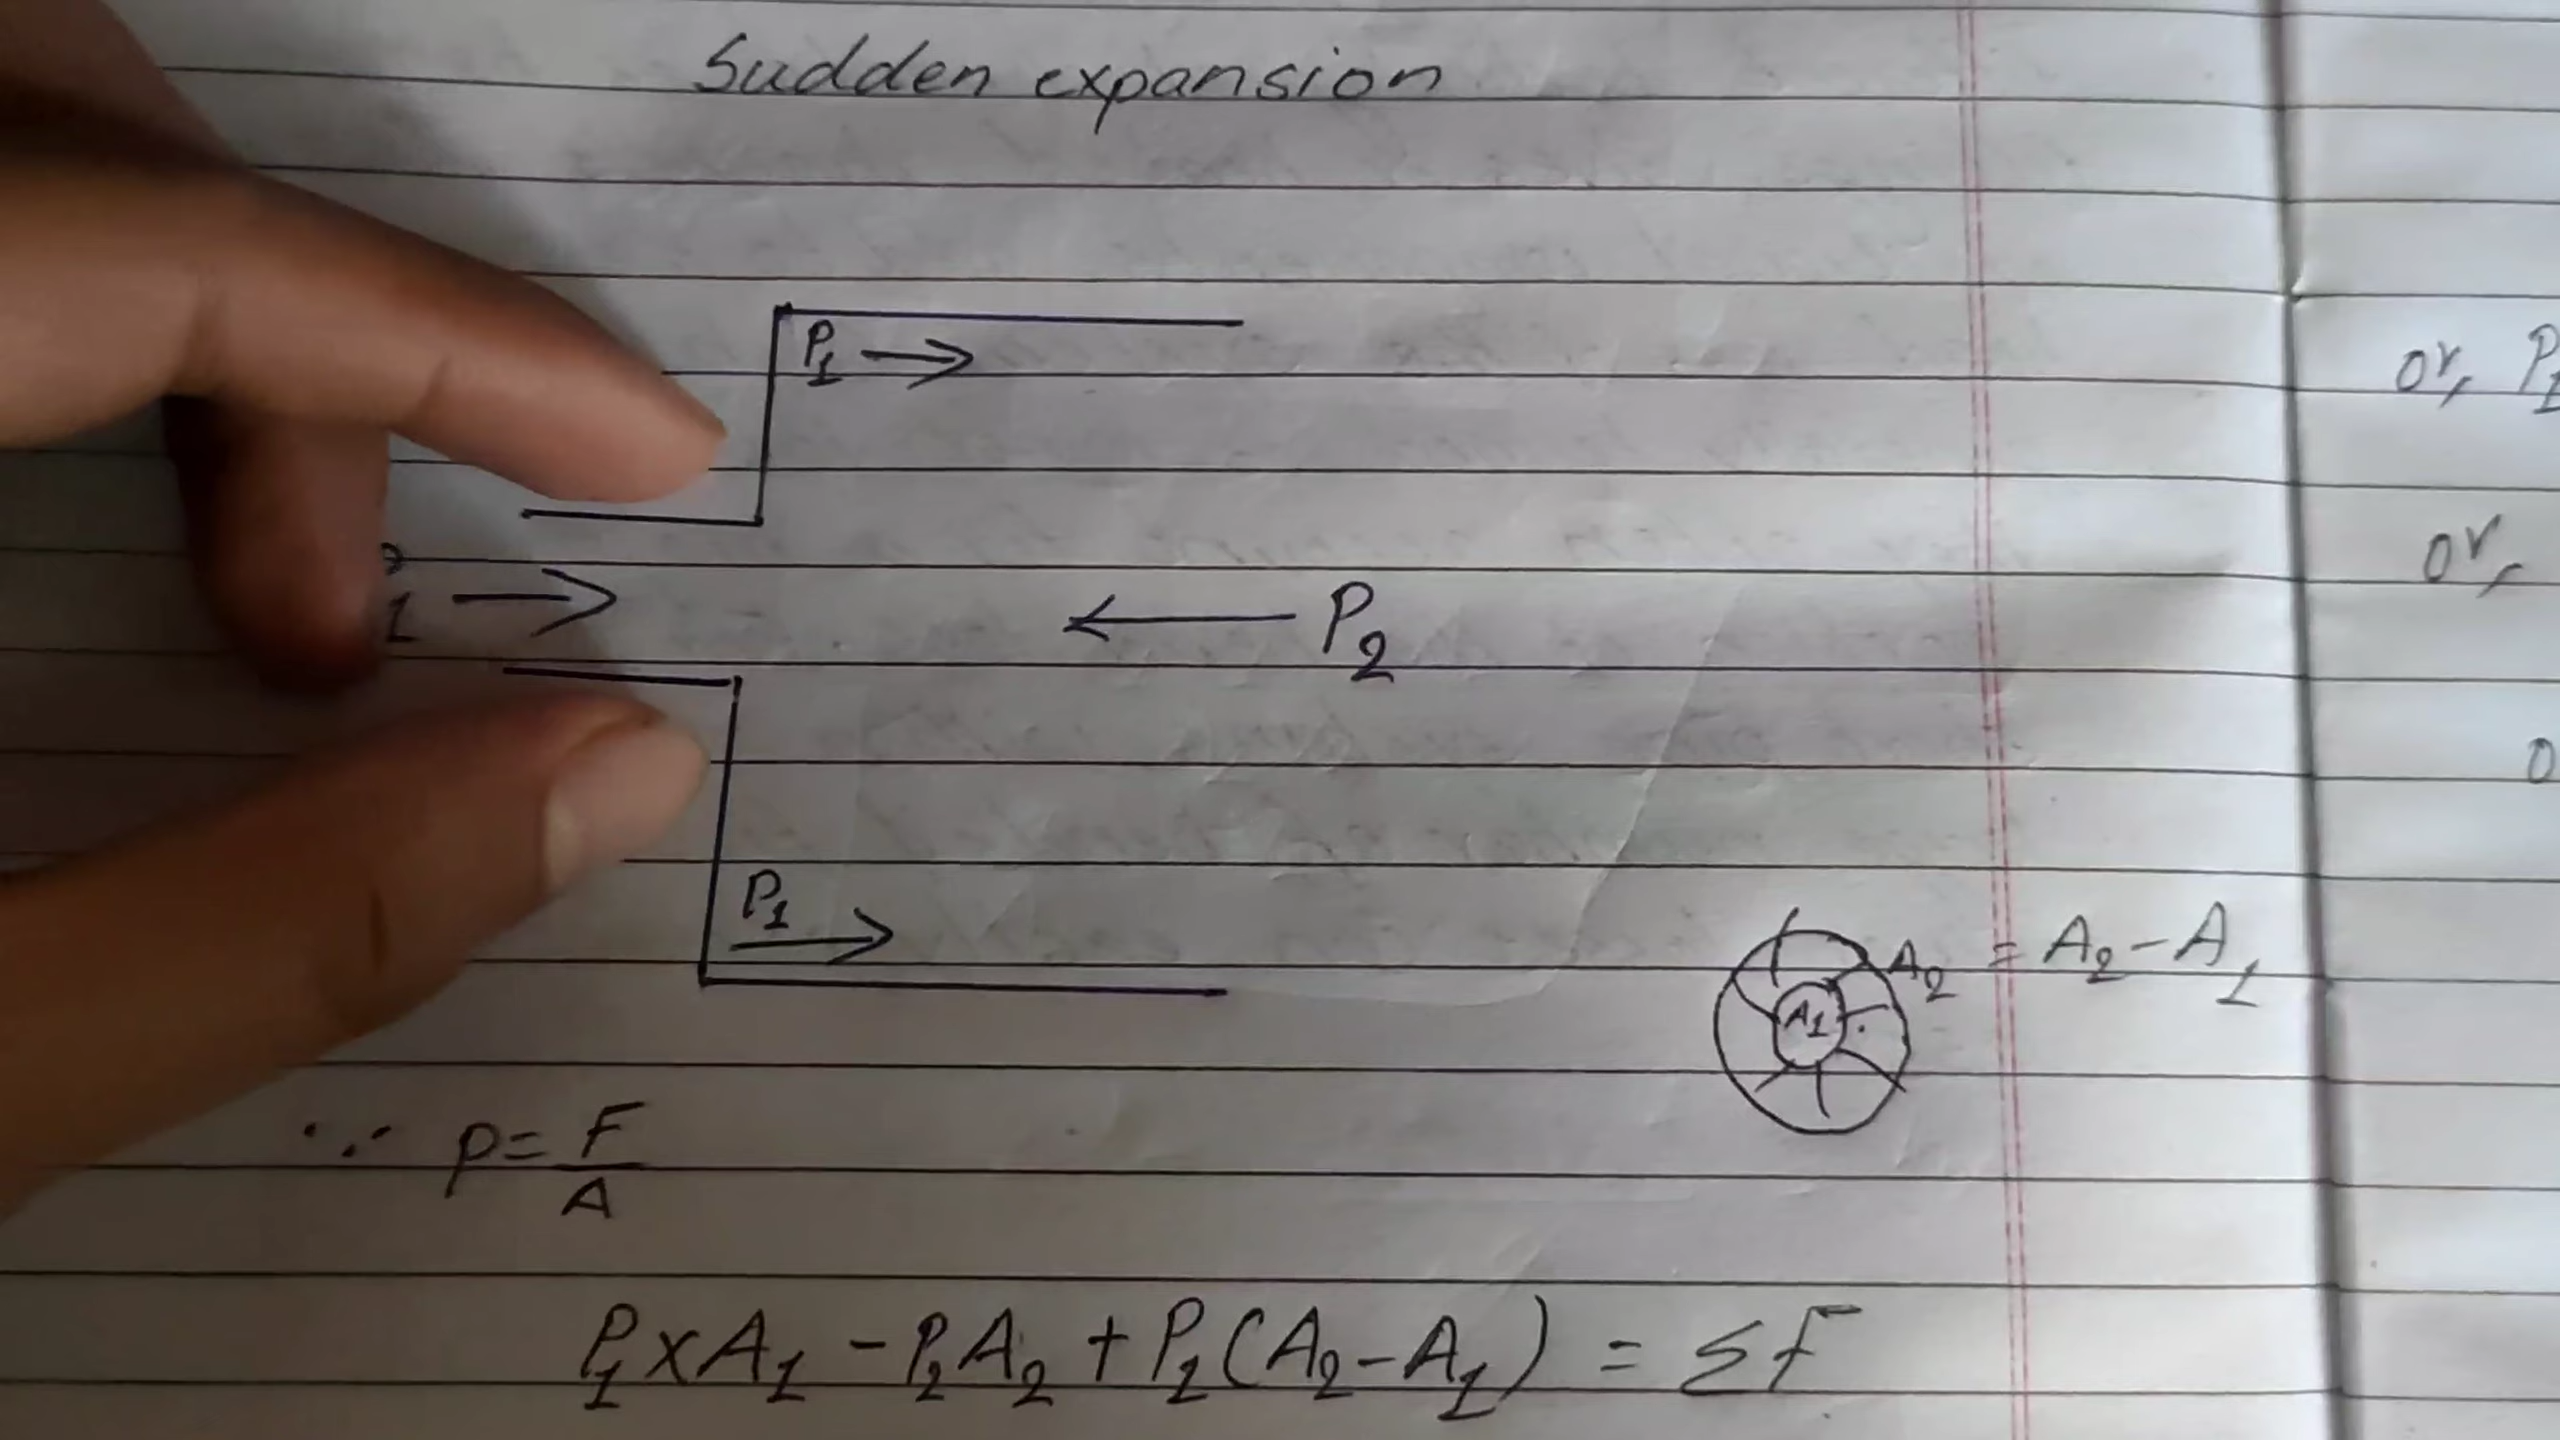 Sudden expansion
P₁ →
→
← P₂
P₁ →
A₁ A₂ = A₂ - A₁
∵ P = F/A
P₁ x A₁ - P₂A₂ + P₁(A₂ - A₁) = ΣF
or, P₁
or,